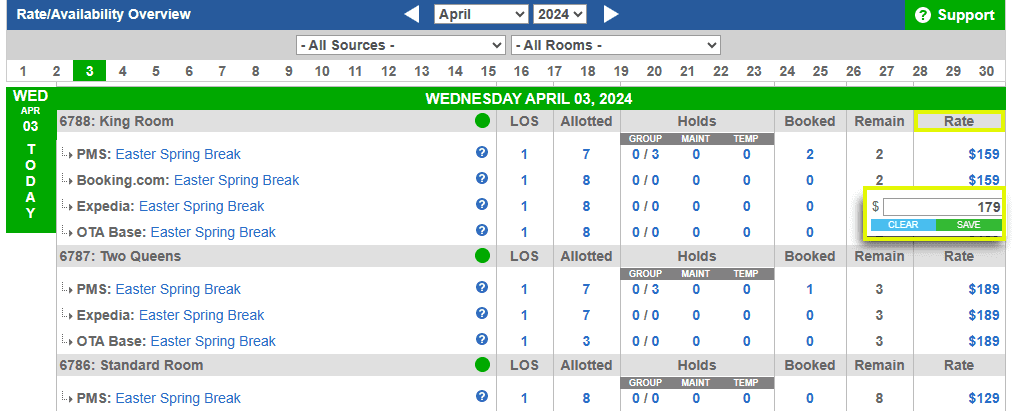 Rate/Availability Overview April 2024 ? Support
- All Sources - - All Rooms -
1 2 3 4 5 6 7 8 9 10 11 12 13 14 15 16 17 18 19 20 21 22 23 24 25 26 27 28 29 30
WED WEDNESDAY APRIL 03, 2024
APR
03
TODAY
6788: King Room LOS Allotted Holds Booked Remain Rate
GROUP MAINT TEMP
PMS: Easter Spring Break ? 1 7 0 / 3 0 0 2 2 $159
Booking.com: Easter Spring Break ? 1 8 0 / 0 0 0 0 2 $159
Expedia: Easter Spring Break ? 1 8 0 / 0 0 0 0 $ 179
CLEAR SAVE
OTA Base: Easter Spring Break ? 1 8 0 / 0 0 0 0
6787: Two Queens LOS Allotted Holds Booked Remain Rate
GROUP MAINT TEMP
PMS: Easter Spring Break ? 1 7 0 / 3 0 0 1 3 $189
Expedia: Easter Spring Break ? 1 7 0 / 0 0 0 0 3 $189
OTA Base: Easter Spring Break ? 1 3 0 / 0 0 0 0 3 $189
6786: Standard Room LOS Allotted Holds Booked Remain Rate
GROUP MAINT TEMP
PMS: Easter Spring Break ? 1 8 0 / 0 0 0 0 8 $129